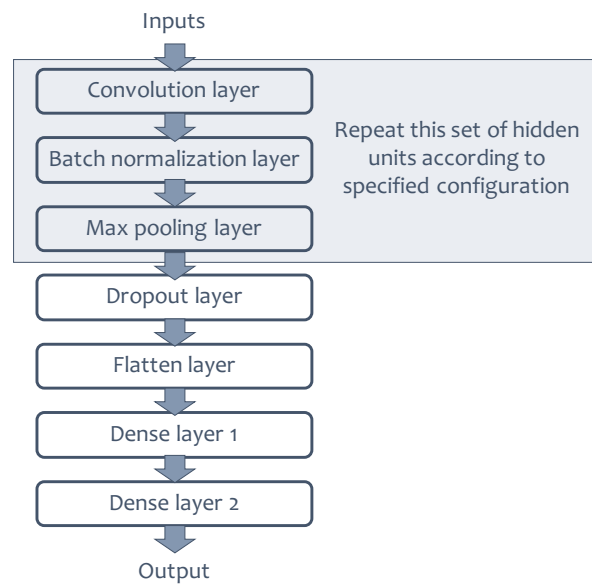 Inputs
Convolution layer
Batch normalization layer
Max pooling layer
Repeat this set of hidden
units according to
specified configuration
Dropout layer
Flatten layer
Dense layer 1
Dense layer 2
Output